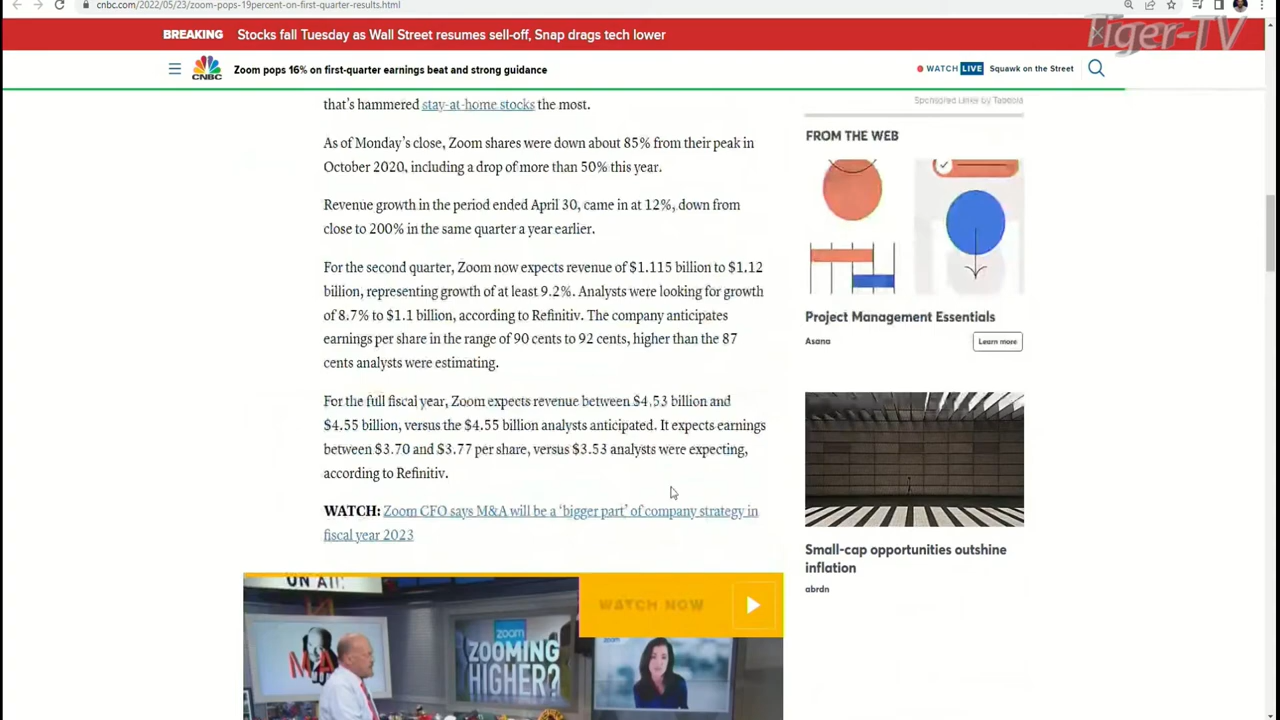 cnbc.com/2022/05/23/zoom-pops-19percent-on-first-quarter-results.html
Tiger-TV
BREAKING Stocks fall Tuesday as Wall Street resumes sell-off, Snap drags tech lower
CNBC Zoom pops 16% on first-quarter earnings beat and strong guidance WATCH LIVE Squawk on the Street
that's hammered stay-at-home stocks the most.
As of Monday's close, Zoom shares were down about 85% from their peak in
October 2020, including a drop of more than 50% this year.
Revenue growth in the period ended April 30, came in at 12%, down from
close to 200% in the same quarter a year earlier.
For the second quarter, Zoom now expects revenue of $1.115 billion to $1.12
billion, representing growth of at least 9.2%. Analysts were looking for growth
of 8.7% to $1.1 billion, according to Refinitiv. The company anticipates
earnings per share in the range of 90 cents to 92 cents, higher than the 87
cents analysts were estimating.
For the full fiscal year, Zoom expects revenue between $4.53 billion and
$4.55 billion, versus the $4.55 billion analysts anticipated. It expects earnings
between $3.70 and $3.77 per share, versus $3.53 analysts were expecting,
according to Refinitiv.
WATCH: Zoom CFO says M&A will be a 'bigger part' of company strategy in
fiscal year 2023
WATCH NOW
ON AIR
MA
zoom
ZOOMING
HIGHER?
zoom
Sponsored Links by Taboola
FROM THE WEB
Project Management Essentials
Asana Learn more
Small-cap opportunities outshine
inflation
abrdn